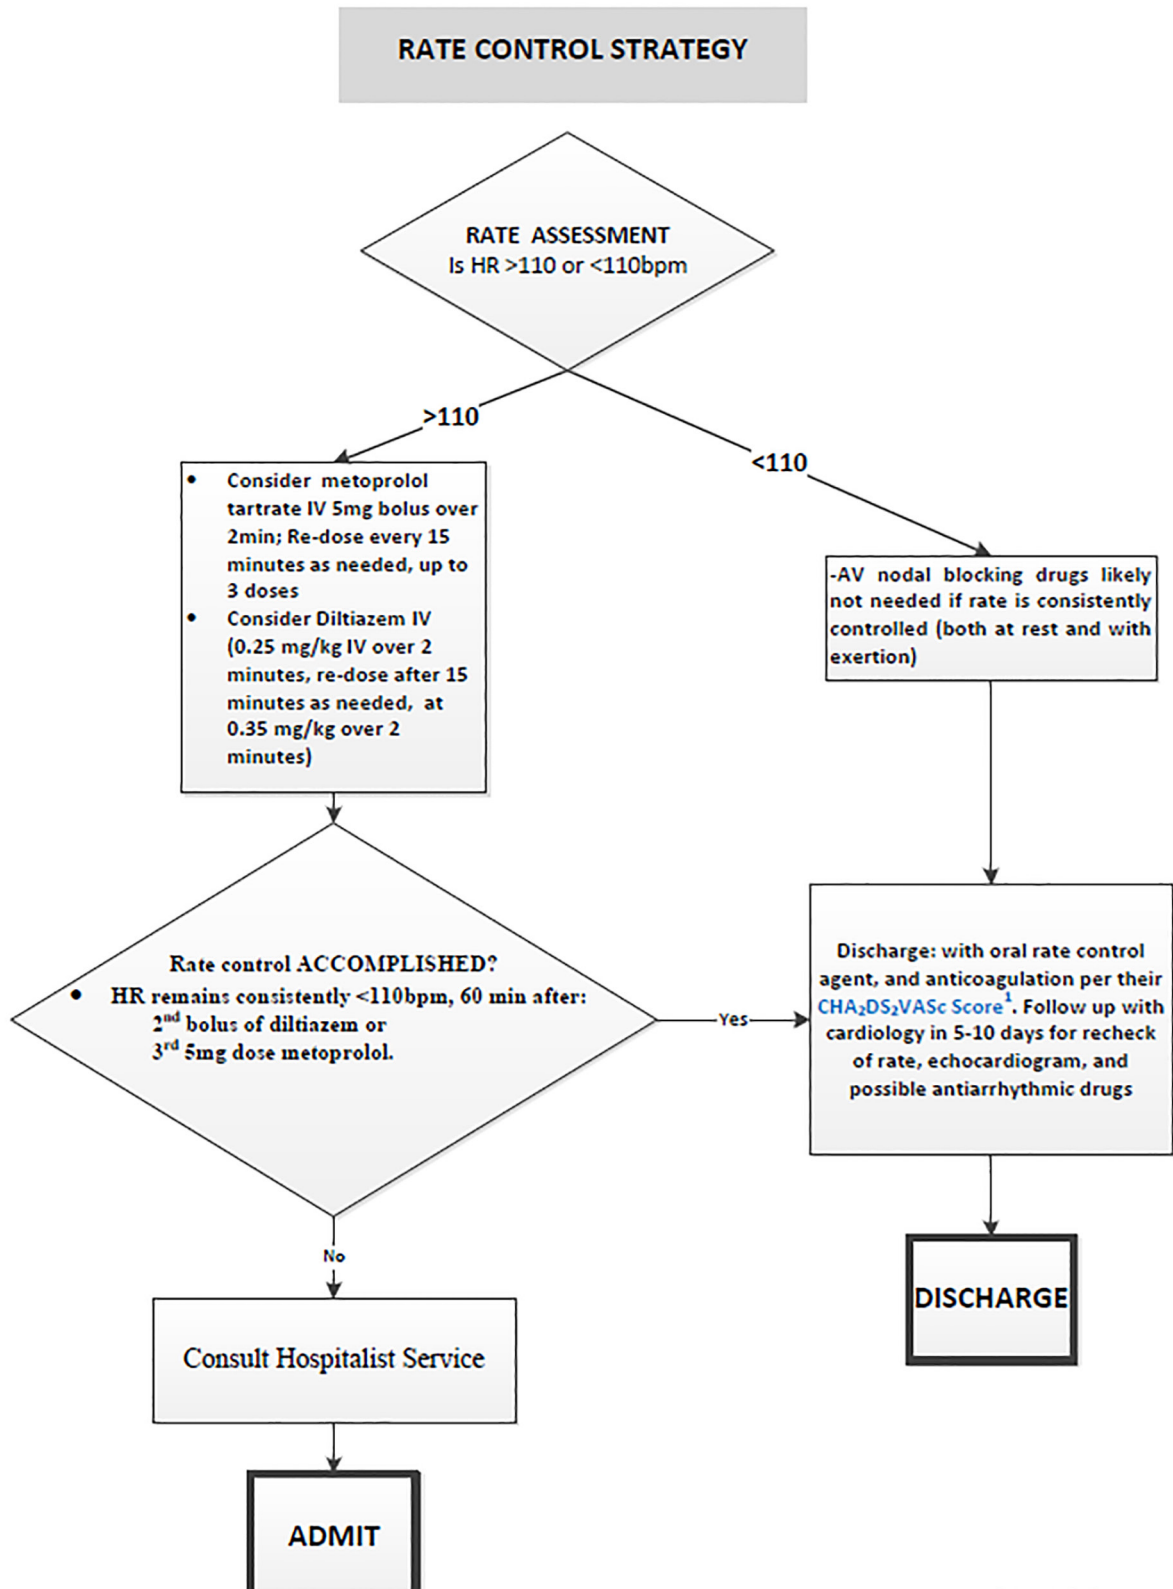 RATE CONTROL STRATEGY
RATE ASSESSMENT
Is HR >110 or <110bpm
>110
<110
• Consider metoprolol
tartrate IV 5mg bolus over
2min; Re-dose every 15
minutes as needed, up to
3 doses
• Consider Diltiazem IV
(0.25 mg/kg IV over 2
minutes, re-dose after 15
minutes as needed, at
0.35 mg/kg over 2
minutes)
-AV nodal blocking drugs likely
not needed if rate is consistently
controlled (both at rest and with
exertion)
Rate control ACCOMPLISHED?
• HR remains consistently <110bpm, 60 min after:
2nd bolus of diltiazem or
3rd 5mg dose metoprolol.
Yes
Discharge: with oral rate control
agent, and anticoagulation per their
CHA₂DS₂VASc Score¹. Follow up with
cardiology in 5-10 days for recheck
of rate, echocardiogram, and
possible antiarrhythmic drugs
No
Consult Hospitalist Service
DISCHARGE
ADMIT